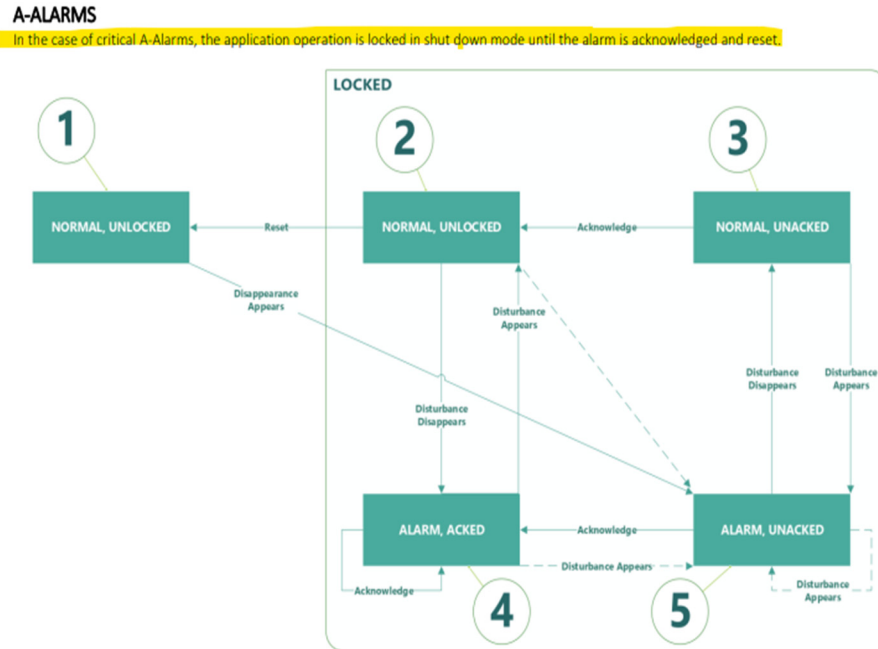 A-ALARMS
In the case of critical A-Alarms, the application operation is locked in shut down mode until the alarm is acknowledged and reset.
LOCKED
1
2
3
NORMAL, UNLOCKED
Reset
NORMAL, UNLOCKED
Acknowledge
NORMAL, UNACKED
Disappearance
Appears
Disturbance
Appears
Disturbance
Disappears
Disturbance
Appears
Disturbance
Disappears
ALARM, ACKED
Acknowledge
ALARM, UNACKED
Disturbance Appears
Acknowledge
Disturbance
Appears
4
5